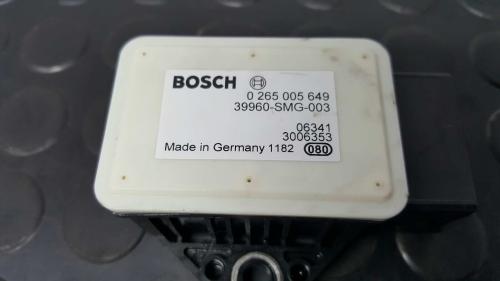 BOSCH
0 265 005 649
39960-SMG-003
06341
3006353
Made in Germany 1182 080